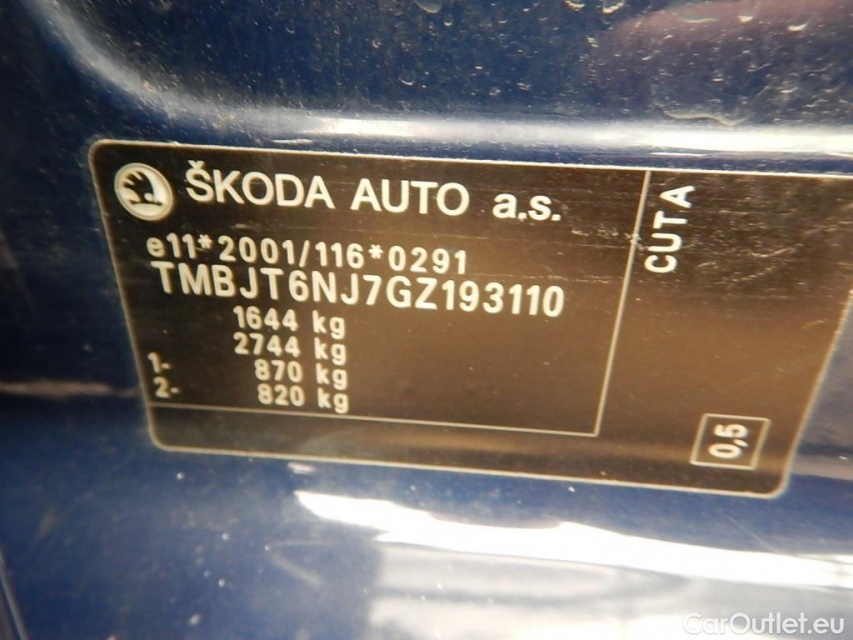 ŠKODA AUTO a.s.
e11*2001/116*0291
TMBJT6NJ7GZ193110
1644 kg
2744 kg
1- 870 kg
2- 820 kg
CUTA
0,5
CarOutlet.eu